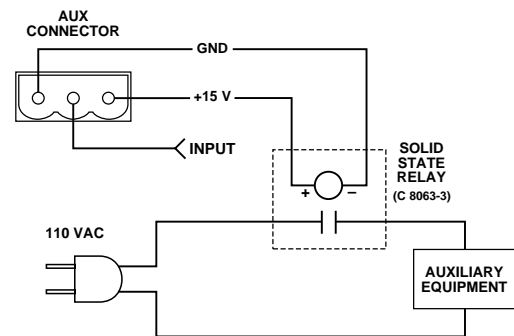 AUX
CONNECTOR
GND
+15 V
INPUT
SOLID
STATE
RELAY
(C 8063-3)
+
–
110 VAC
AUXILIARY
EQUIPMENT